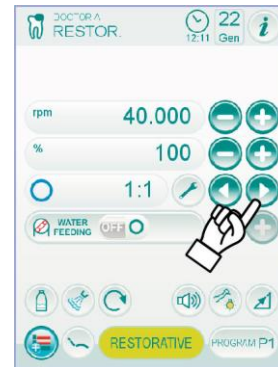 DOCTOR A
RESTOR.
12:11
22
Gen
i
rpm 40.000
% 100
1:1
WATER
FEEDING
OFF
RESTORATIVE
PROGRAM P1